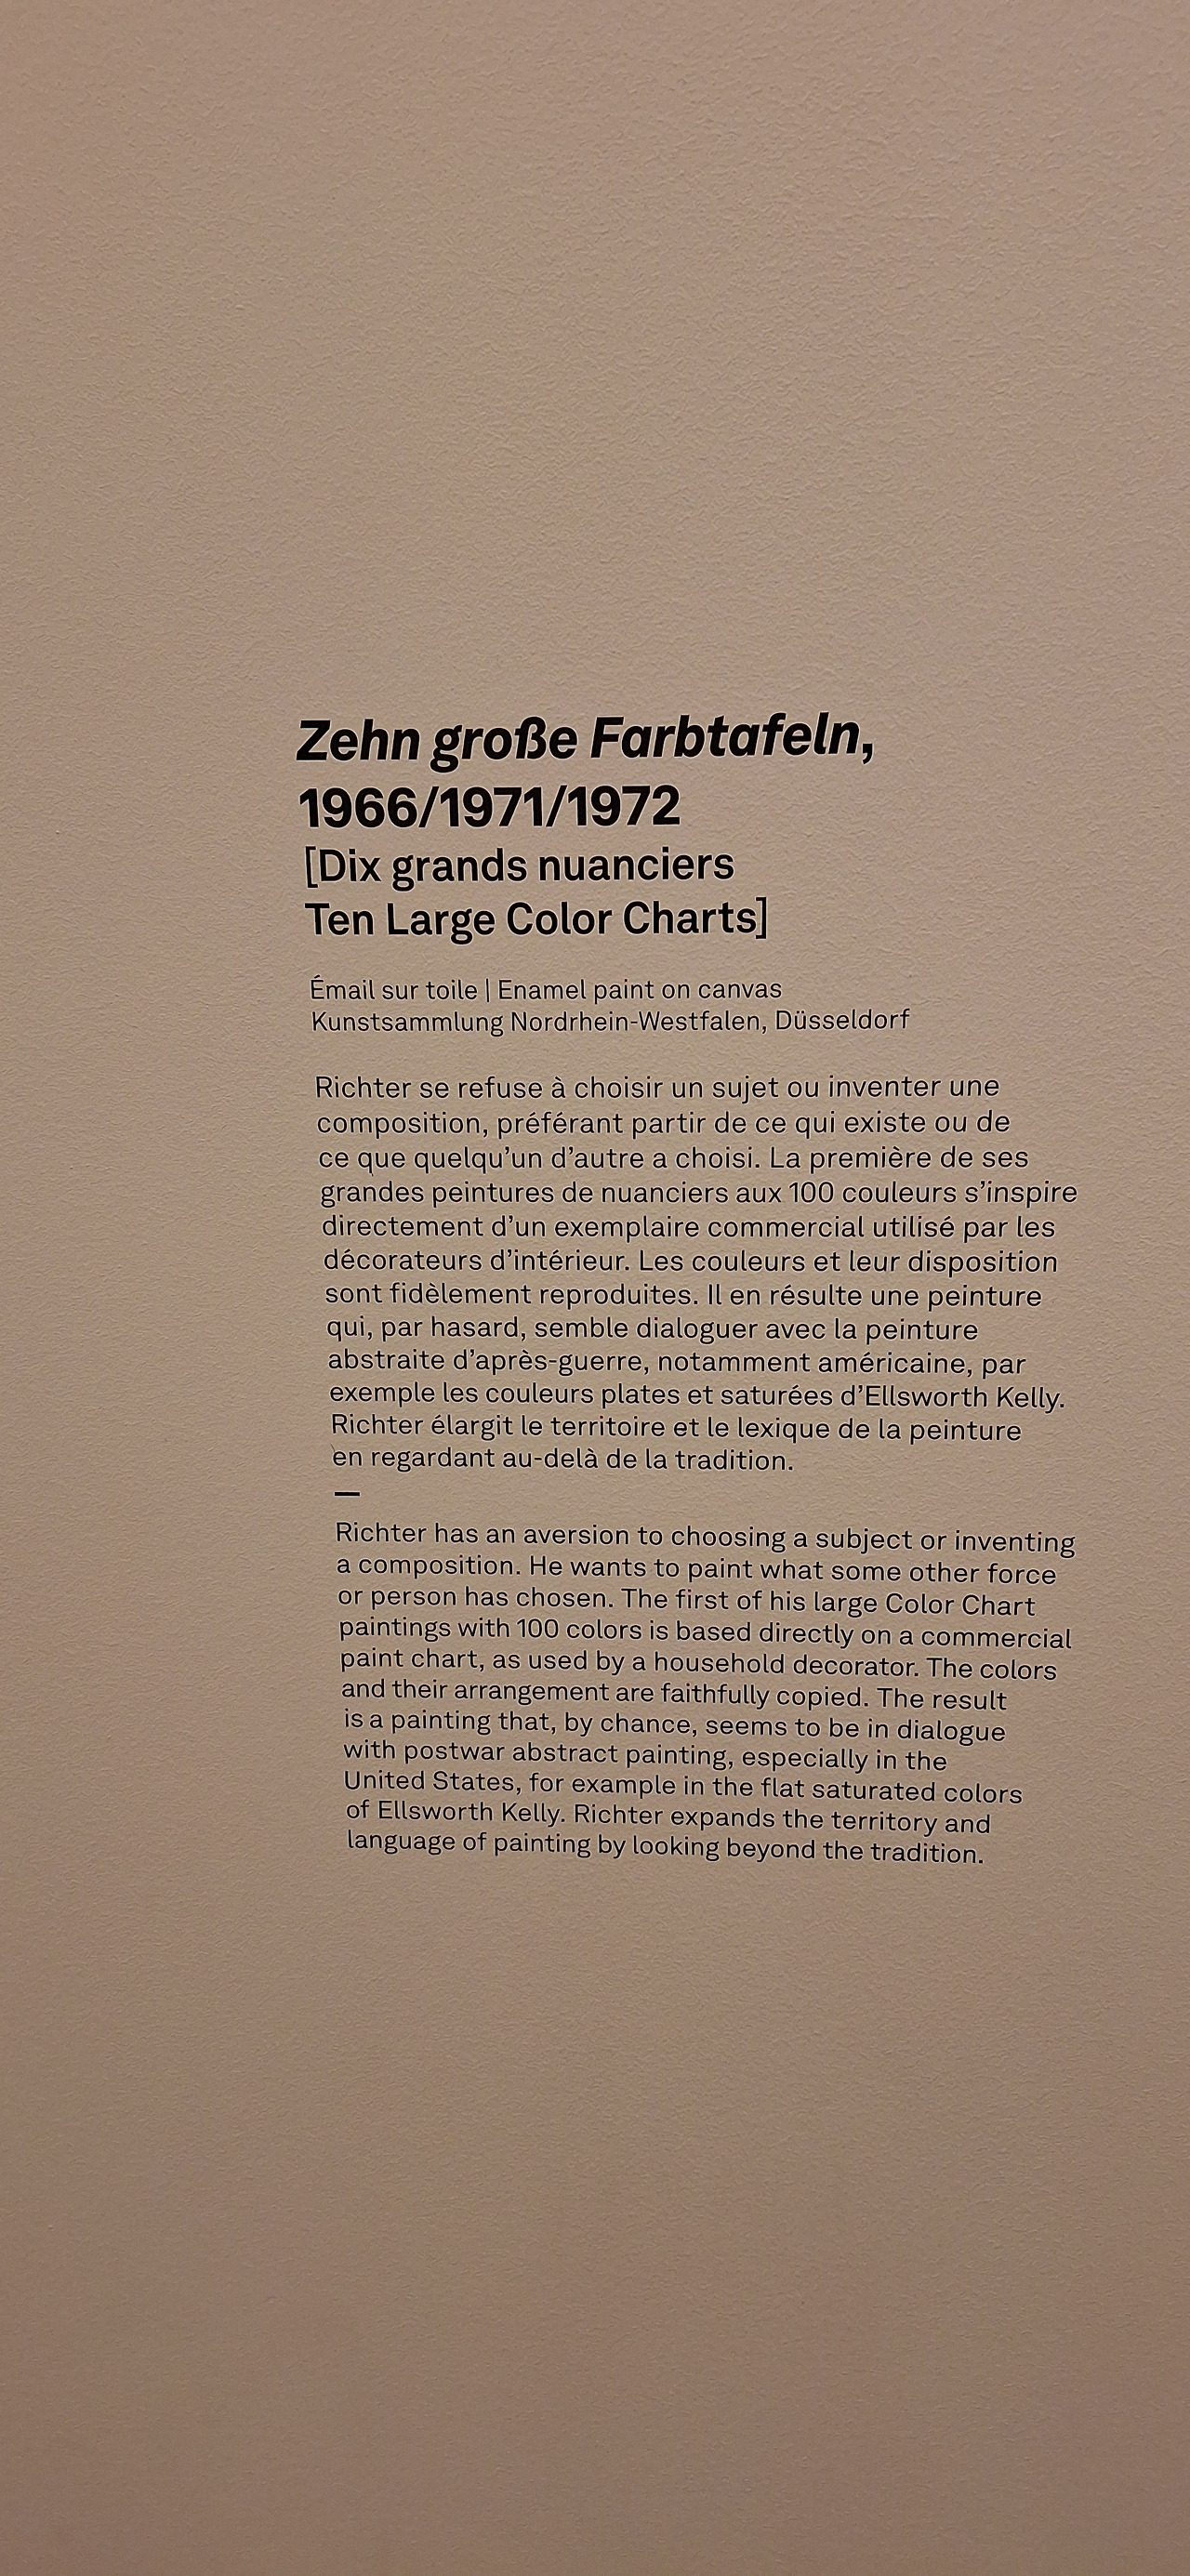 Zehn große Farbtafeln,
1966/1971/1972
[Dix grands nuanciers
Ten Large Color Charts]
Émail sur toile | Enamel paint on canvas
Kunstsammlung Nordrhein-Westfalen, Düsseldorf
Richter se refuse à choisir un sujet ou inventer une
composition, préférant partir de ce qui existe ou de
ce que quelqu’un d’autre a choisi. La première de ses
grandes peintures de nuanciers aux 100 couleurs s’inspire
directement d’un exemplaire commercial utilisé par les
décorateurs d’intérieur. Les couleurs et leur disposition
sont fidèlement reproduites. Il en résulte une peinture
qui, par hasard, semble dialoguer avec la peinture
abstraite d’après-guerre, notamment américaine, par
exemple les couleurs plates et saturées d’Ellsworth Kelly.
Richter élargit le territoire et le lexique de la peinture
en regardant au-delà de la tradition.
—
Richter has an aversion to choosing a subject or inventing
a composition. He wants to paint what some other force
or person has chosen. The first of his large Color Chart
paintings with 100 colors is based directly on a commercial
paint chart, as used by a household decorator. The colors
and their arrangement are faithfully copied. The result
is a painting that, by chance, seems to be in dialogue
with postwar abstract painting, especially in the
United States, for example in the flat saturated colors
of Ellsworth Kelly. Richter expands the territory and
language of painting by looking beyond the tradition.